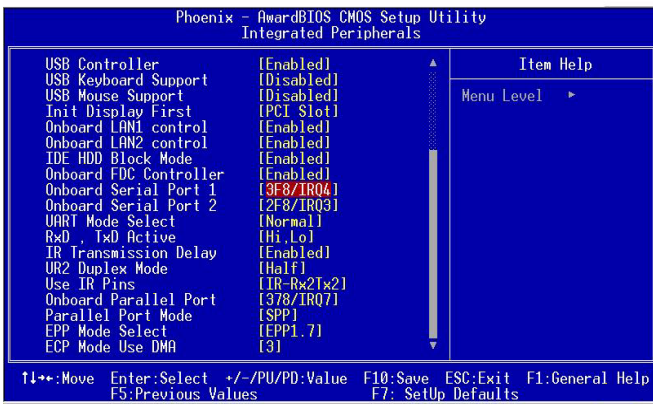 Phoenix - AwardBIOS CMOS Setup Utility
Integrated Peripherals
USB Controller [Enabled]
USB Keyboard Support [Disabled]
USB Mouse Support [Disabled]
Init Display First [PCI Slot]
Onboard LAN1 control [Enabled]
Onboard LAN2 control [Enabled]
IDE HDD Block Mode [Enabled]
Onboard FDC Controller [Enabled]
Onboard Serial Port 1 [3F8/IRQ4]
Onboard Serial Port 2 [2F8/IRQ3]
UART Mode Select [Normal]
RxD , TxD Active [Hi,Lo]
IR Transmission Delay [Enabled]
UR2 Duplex Mode [Half]
Use IR Pins [IR-Rx2Tx2]
Onboard Parallel Port [378/IRQ7]
Parallel Port Mode [SPP]
EPP Mode Select [EPP1.7]
ECP Mode Use DMA [3]
Item Help
Menu Level ►
↑↓→←:Move Enter:Select +/-/PU/PD:Value F10:Save ESC:Exit F1:General Help
F5:Previous Values F7: SetUp Defaults